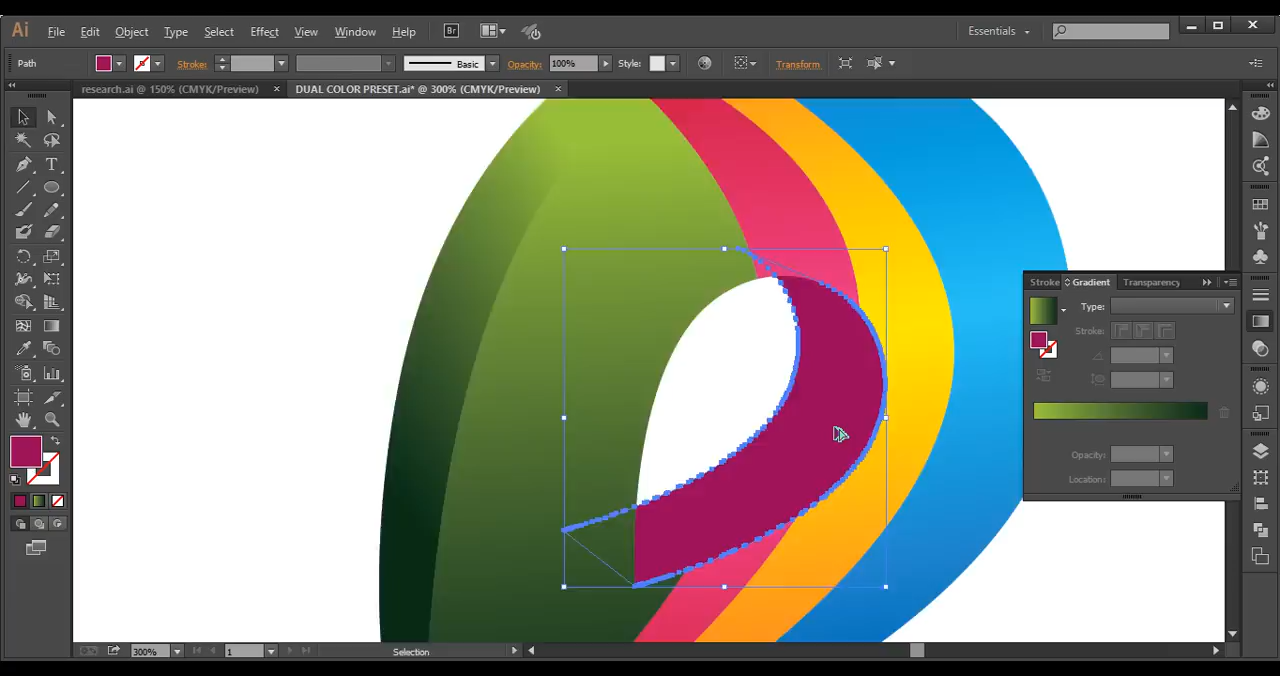 Ai File Edit Object Type Select Effect View Window Help Br Essentials
Path Stroke: Basic Opacity: 100% Style: Transform
research.ai @ 150% (CMYK/Preview) × DUAL COLOR PRESET.ai* @ 300% (CMYK/Preview) ×
T
Stroke Gradient Transparency
Type:
Stroke:
Opacity:
Location:
300% 1 Selection